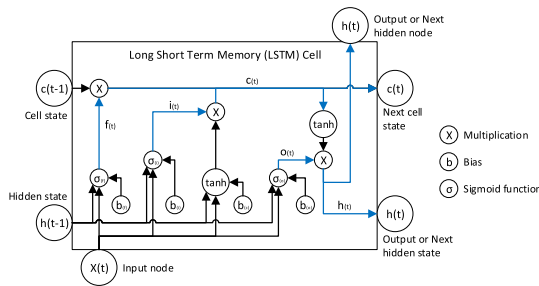 h(t)
Output or Next
hidden node
Long Short Term Memory (LSTM) Cell
c(t-1)
X
c(t)
c(t)
Cell state
Next cell
state
i(t)
X
f(t)
tanh
X
Multiplication
o(t)
X
b
Bias
σ(t)
σ(t)
tanh
σ(o)
σ
Sigmoid function
b(t)
b(t)
b(o)
Hidden state
h(t-1)
h(t)
h(t)
Output or Next
hidden state
X(t)
Input node